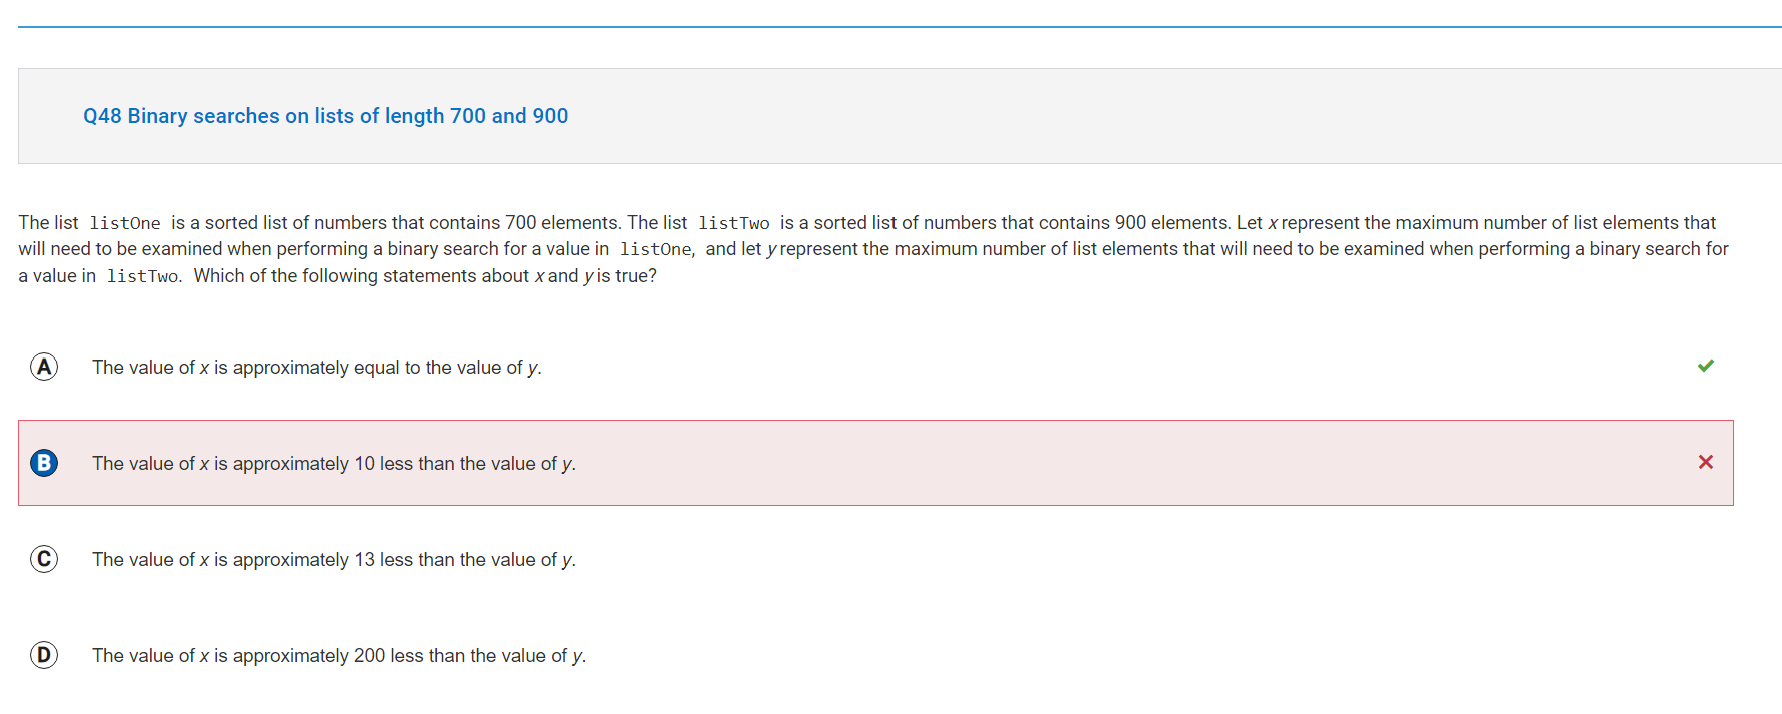 Q48 Binary searches on lists of length 700 and 900
The list listOne is a sorted list of numbers that contains 700 elements. The list listTwo is a sorted list of numbers that contains 900 elements. Let x represent the maximum number of list elements that
will need to be examined when performing a binary search for a value in listOne, and let y represent the maximum number of list elements that will need to be examined when performing a binary search for
a value in listTwo. Which of the following statements about x and y is true?
A The value of x is approximately equal to the value of y.
B The value of x is approximately 10 less than the value of y.
C The value of x is approximately 13 less than the value of y.
D The value of x is approximately 200 less than the value of y.